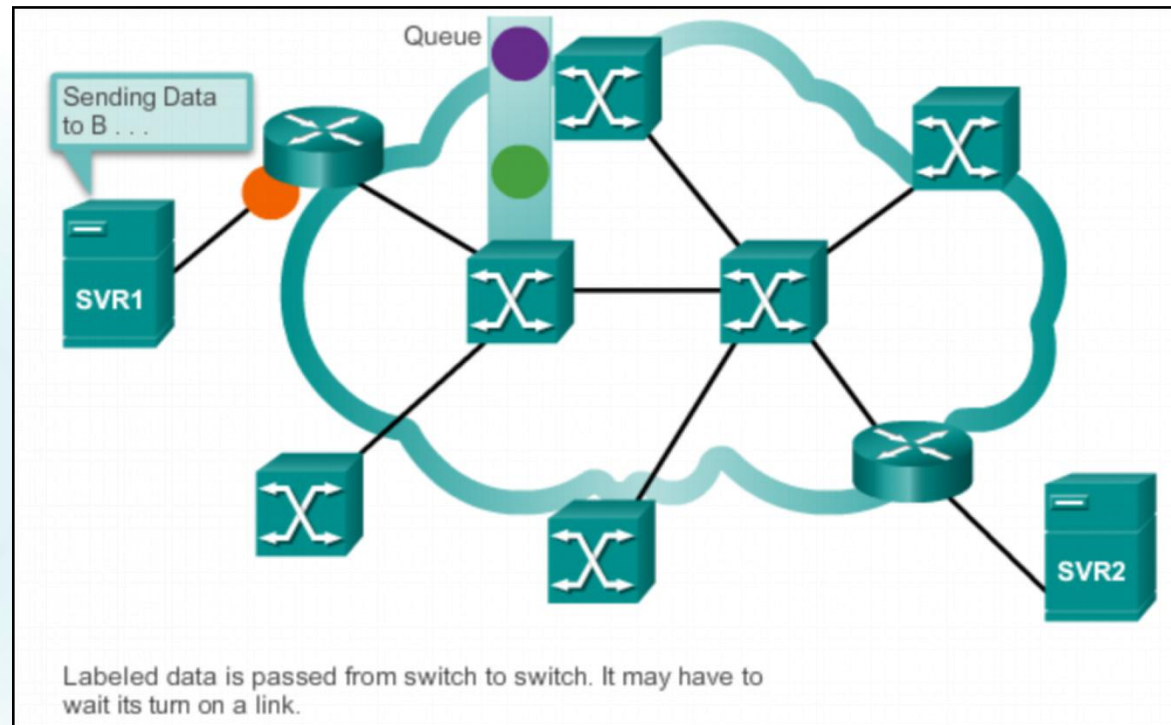 Queue
Sending Data
to B . . .
SVR1
SVR2
Labeled data is passed from switch to switch. It may have to
wait its turn on a link.